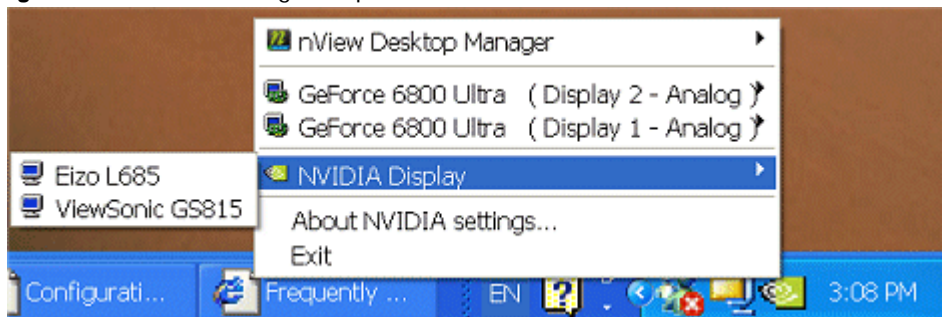 nView Desktop Manager
GeForce 6800 Ultra ( Display 2 - Analog )
GeForce 6800 Ultra ( Display 1 - Analog )
NVIDIA Display
Eizo L685
ViewSonic GS815
About NVIDIA settings...
Exit
Configurati...
Frequently ...
EN
3:08 PM